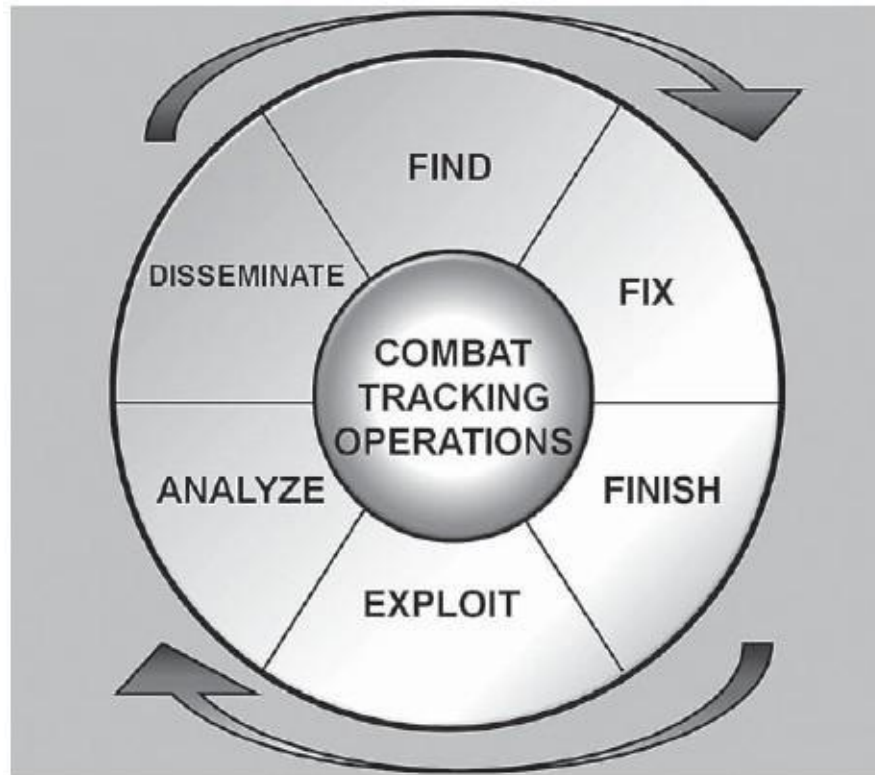 FIND
FIX
FINISH
EXPLOIT
ANALYZE
DISSEMINATE
COMBAT
TRACKING
OPERATIONS